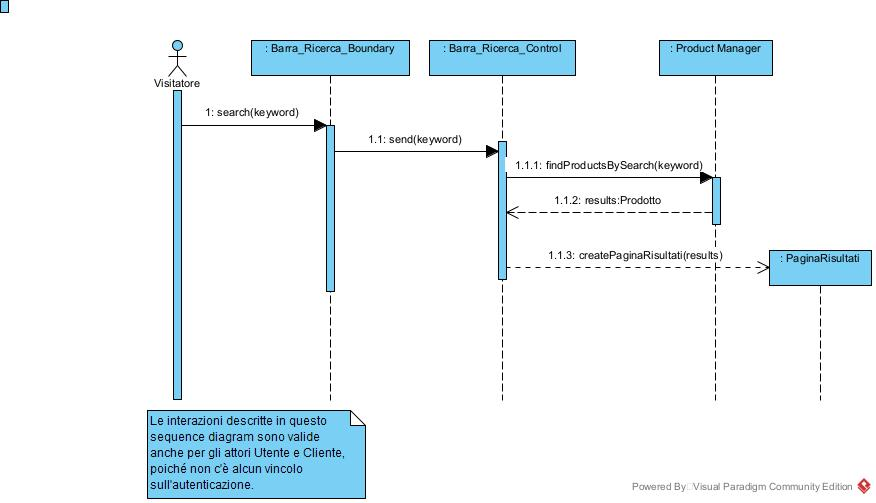 : Barra_Ricerca_Boundary
: Barra_Ricerca_Control
: Product Manager
Visitatore
1: search(keyword)
1.1: send(keyword)
1.1.1: findProductsBySearch(keyword)
1.1.2: results:Prodotto
1.1.3: createPaginaRisultati(results)
: PaginaRisultati
Le interazioni descritte in questo
sequence diagram sono valide
anche per gli attori Utente e Cliente,
poiché non c'è alcun vincolo
sull'autenticazione.
Powered By Visual Paradigm Community Edition